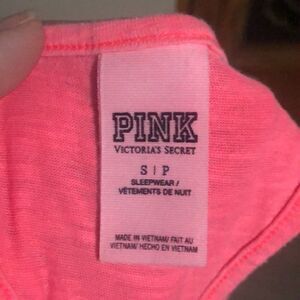 PINK
VICTORIA'S SECRET
S | P
SLEEPWEAR /
VÊTEMENTS DE NUIT
MADE IN VIETNAM/ FAIT AU
VIETNAM/ HECHO EN VIETNAM